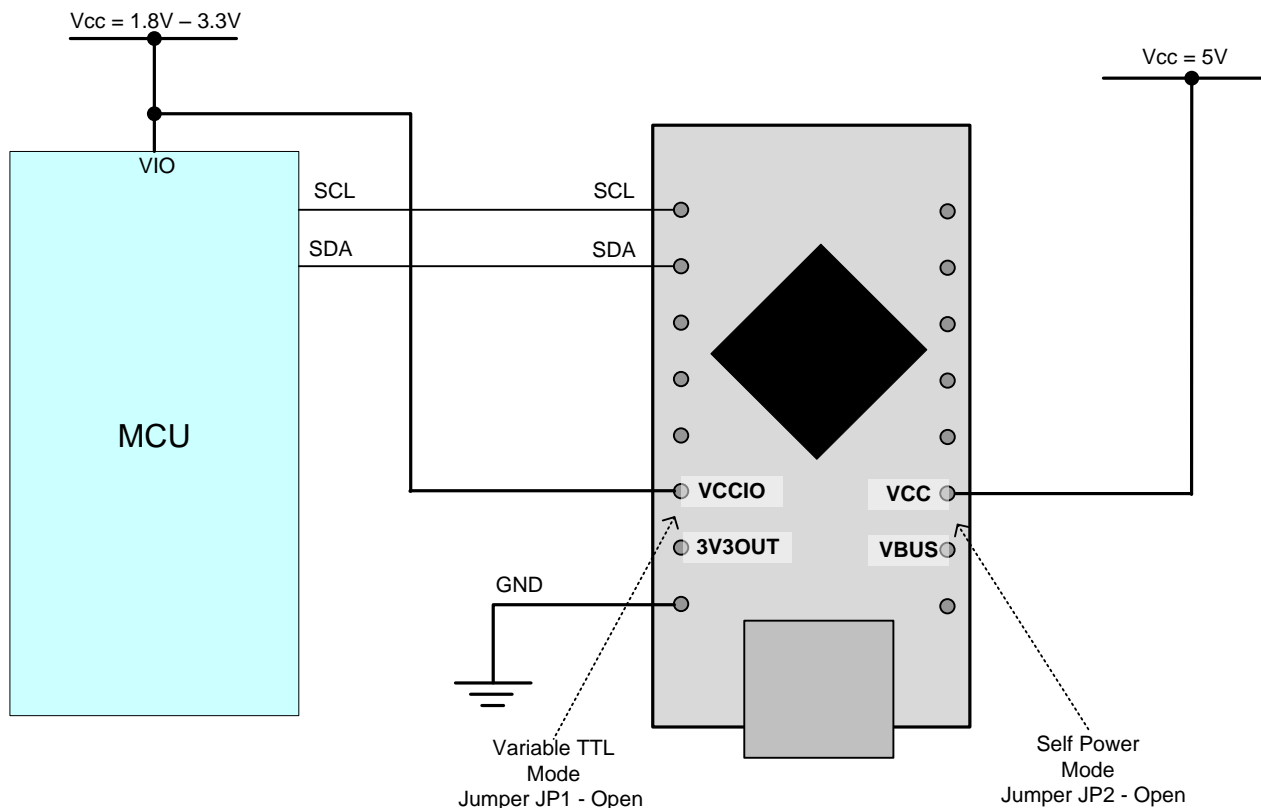 Vcc = 1.8V – 3.3V
Vcc = 5V
VIO
SCL
SCL
SDA
SDA
MCU
VCCIO
VCC
3V3OUT
VBUS
GND
Variable TTL
Mode
Jumper JP1 - Open
Self Power
Mode
Jumper JP2 - Open